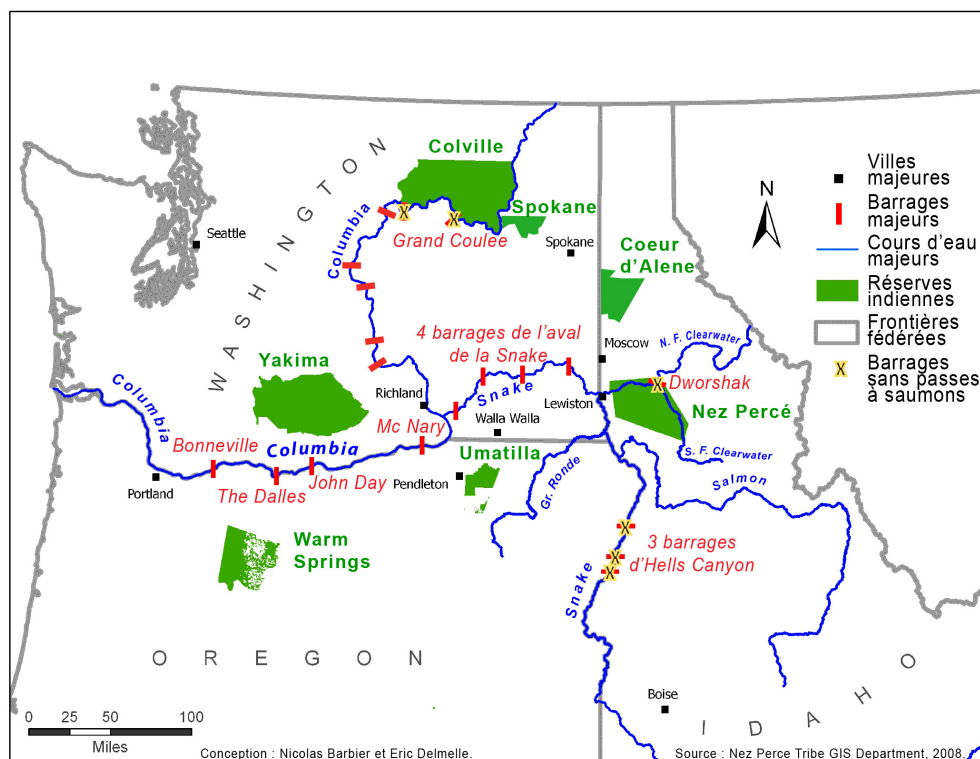 WASHINGTON
Colville
Spokane
Columbia
Grand Coulee
Seattle
Spokane
Coeur
d'Alene
N
Villes
majeures
Barrages
majeurs
Cours d'eau
majeurs
Réserves
indiennes
Frontières
fédérées
Barrages
sans passes
à saumons
4 barrages de l'aval
de la Snake
Moscow
N. F. Clearwater
Yakima
Columbia
Richland
Snake
Lewiston
Dworshak
Nez Percé
Mc Nary
Walla Walla
Bonneville
Columbia
Umatilla
S. F. Clearwater
Portland
The Dalles
John Day
Pendleton
Gr. Ronde
Salmon
Warm
Springs
3 barrages
d'Hells Canyon
Snake
OREGON
Boise
IDAHO
0 25 50 100
Miles
Conception : Nicolas Barbier et Eric Delmelle.
Source : Nez Perce Tribe GIS Department, 2008.
X
X
X
X
X
X
X